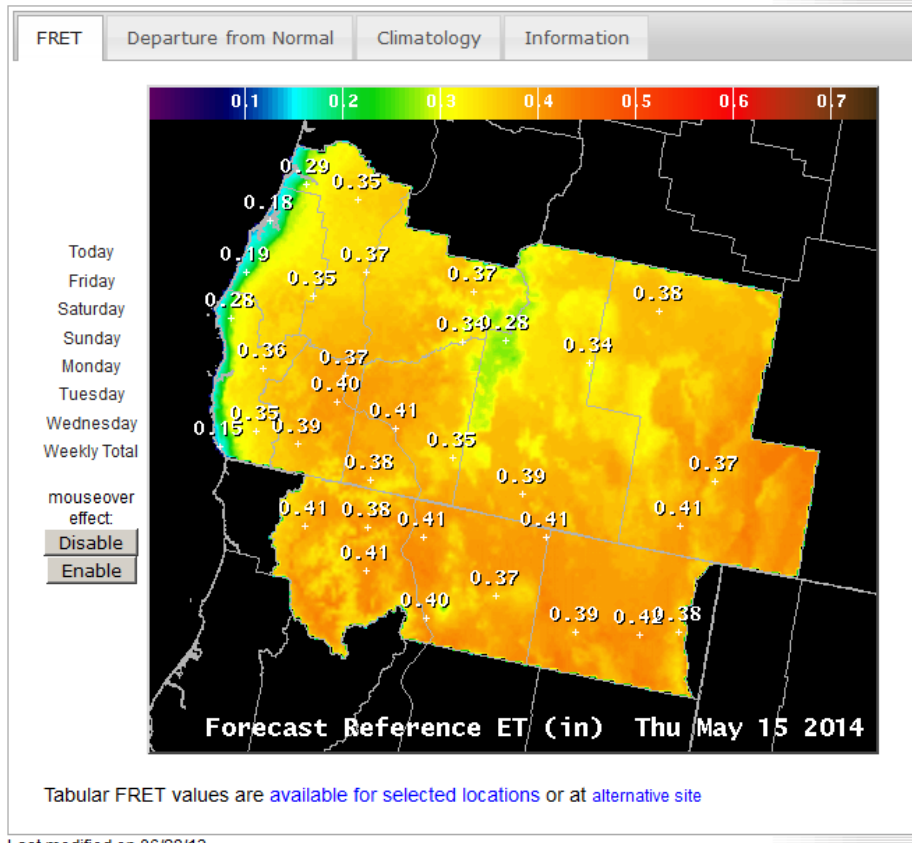 FRET Departure from Normal Climatology Information
0.1 0.2 0.3 0.4 0.5 0.6 0.7
0.29
0.35
0.18
0.19
0.37
0.35
0.37
0.28
0.38
0.34 0.28
0.34
0.36
0.37
0.40
0.41
0.35
0.15
0.39
0.35
0.38
0.39
0.37
0.41
0.38
0.41
0.41
0.41
0.41
0.37
0.40
0.39
0.38
Today
Friday
Saturday
Sunday
Monday
Tuesday
Wednesday
Weekly Total
mouseover
effect:
Disable
Enable
Forecast Reference ET (in) Thu May 15 2014
Tabular FRET values are available for selected locations or at alternative site